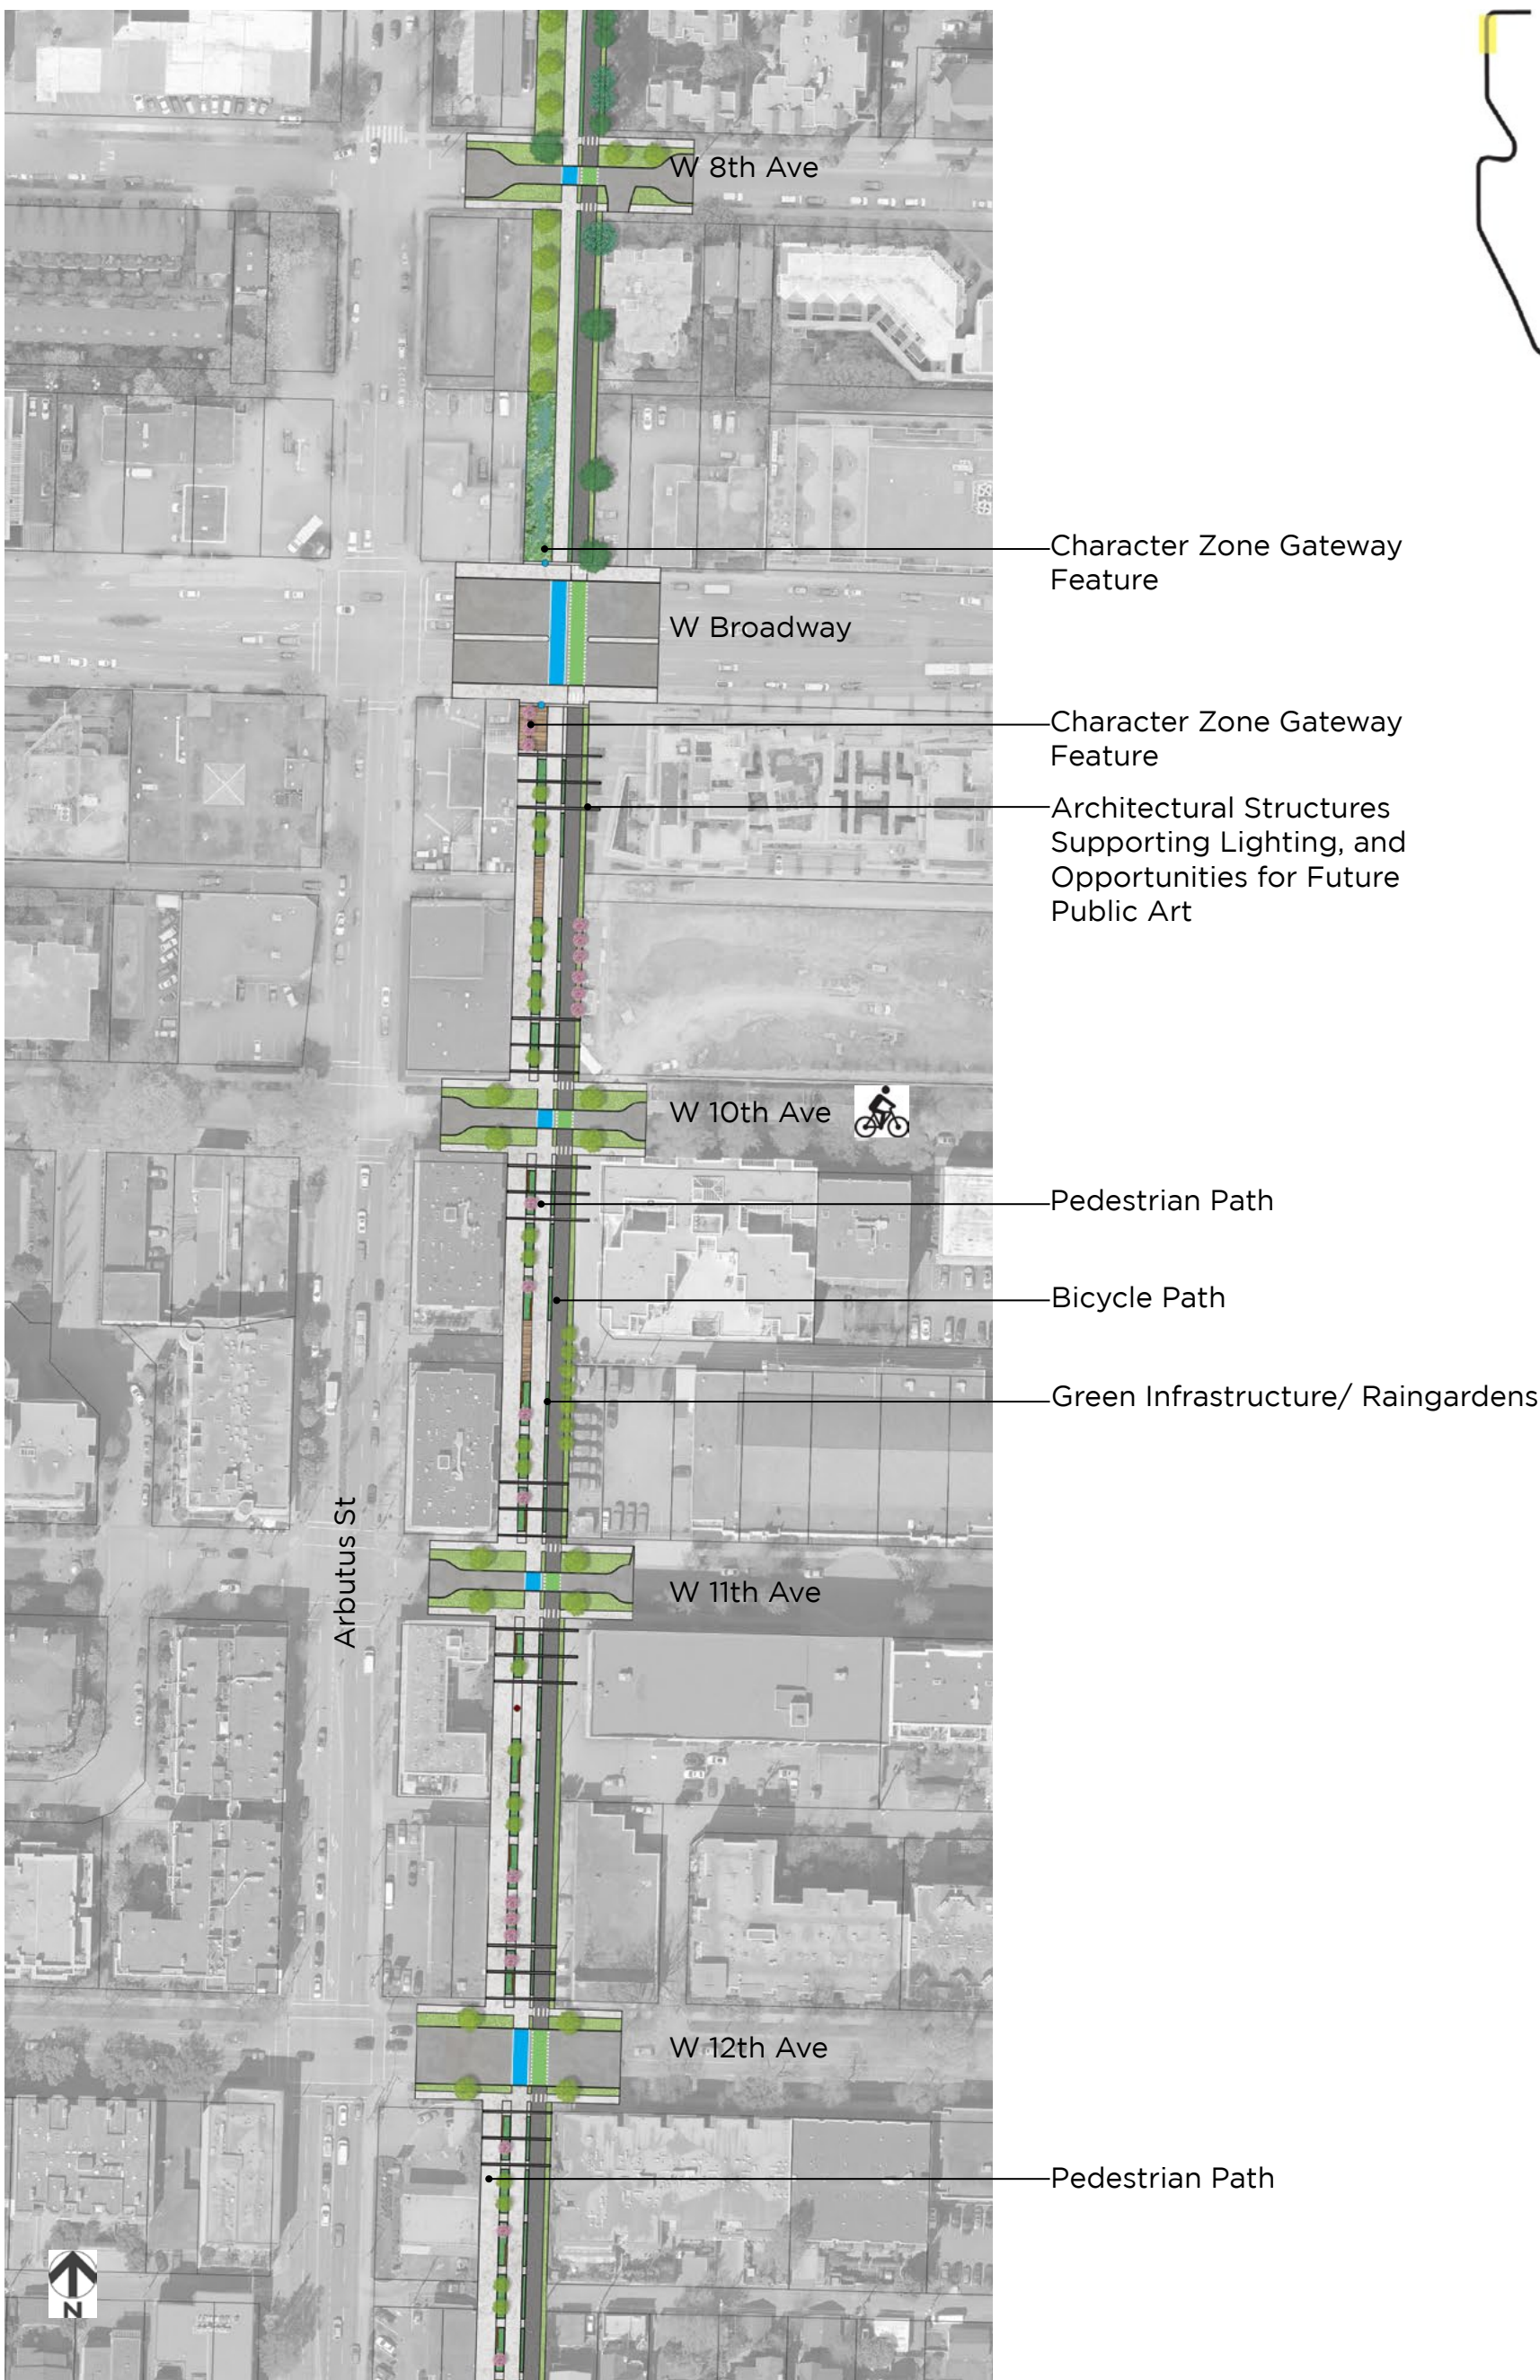 W 8th Ave
Character Zone Gateway
Feature
W Broadway
Character Zone Gateway
Feature
Architectural Structures
Supporting Lighting, and
Opportunities for Future
Public Art
W 10th Ave
Pedestrian Path
Bicycle Path
Green Infrastructure/ Raingardens
Arbutus St
W 11th Ave
W 12th Ave
Pedestrian Path
N